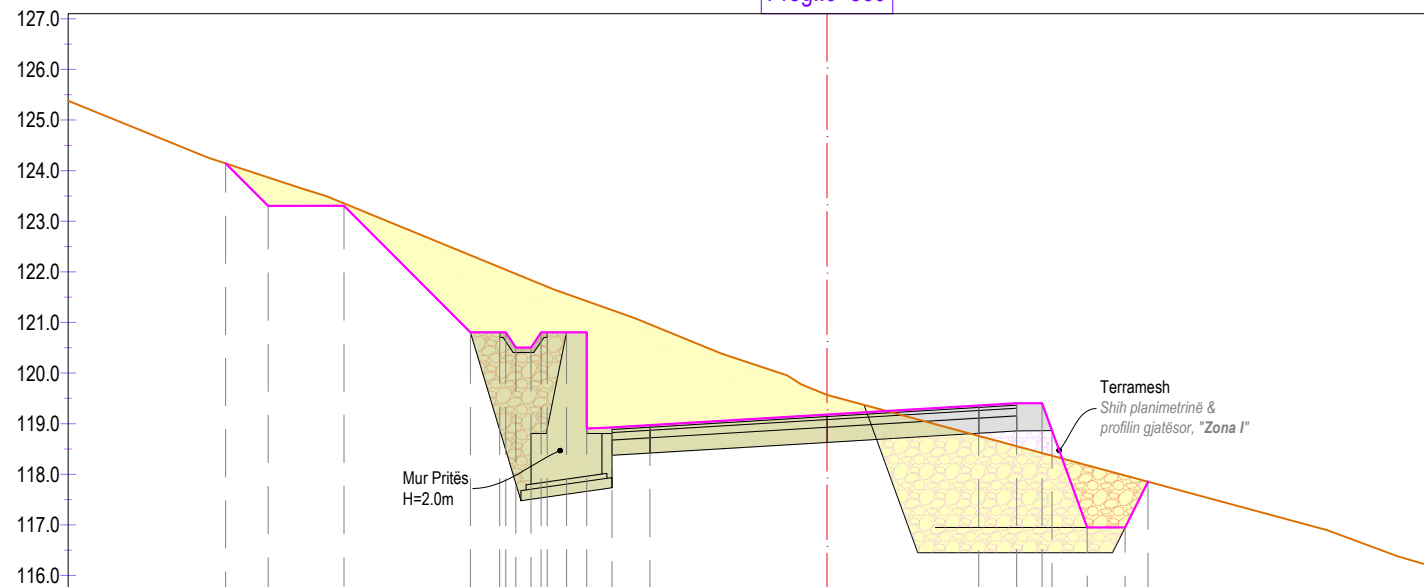 127.0
126.0
125.0
124.0
123.0
122.0
121.0
120.0
119.0
118.0
117.0
116.0
Mur Pritës
H=2.0m
Terramesh
Shih planimetrinë &
profilin gjatësor, "Zona I"